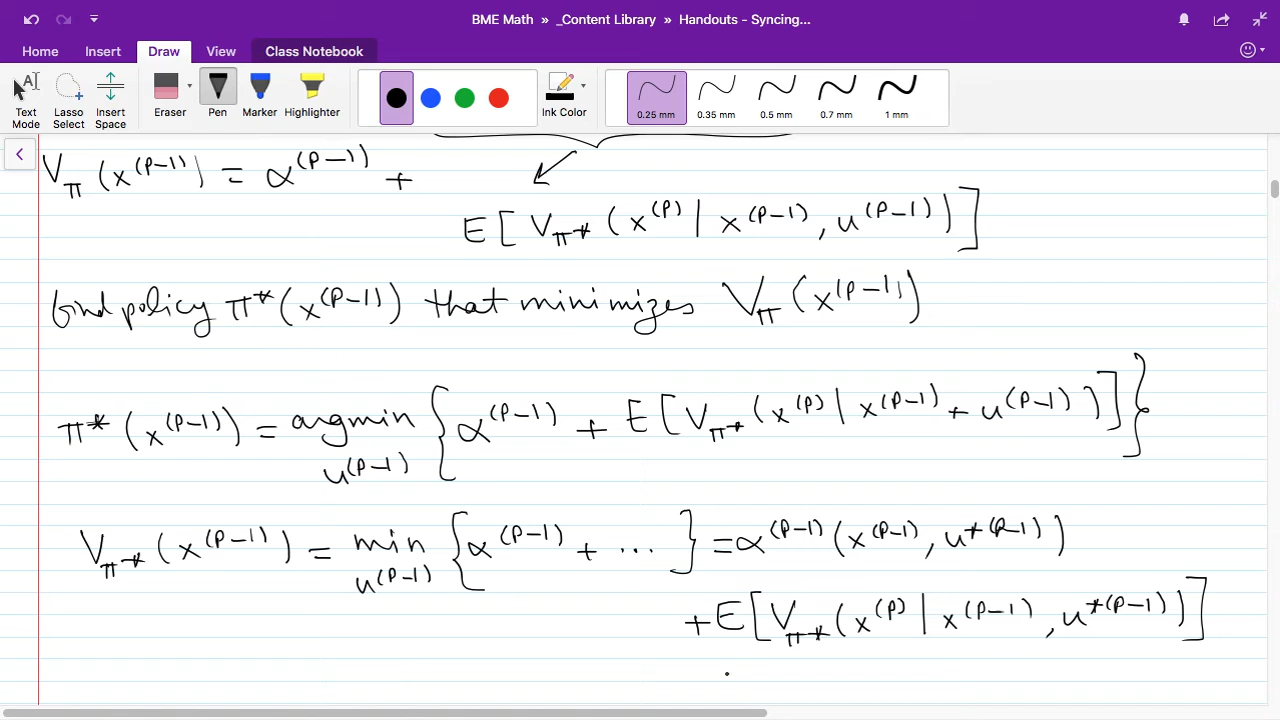 BME Math » _Content Library » Handouts - Syncing...
Home Insert Draw View Class Notebook
Text Mode Lasso Select Insert Space Eraser Pen Marker Highlighter Ink Color 0.25 mm 0.35 mm 0.5 mm 0.7 mm 1 mm
V_π (x^(P-1)) = α^(P-1) +
E[ V_π* (x^(P) | x^(P-1), u^(P-1)) ]
find policy π*(x^(P-1)) that minimizes V_π (x^(P-1))
π* (x^(P-1)) = argmin_{u^(P-1)} { α^(P-1) + E[ V_π* (x^(P) | x^(P-1) + u^(P-1)) ] }
V_π* (x^(P-1)) = min_{u^(P-1)} { α^(P-1) + ... } = α^(P-1) (x^(P-1), u*^(P-1))
+ E[ V_π* (x^(P) | x^(P-1), u*^(P-1)) ]